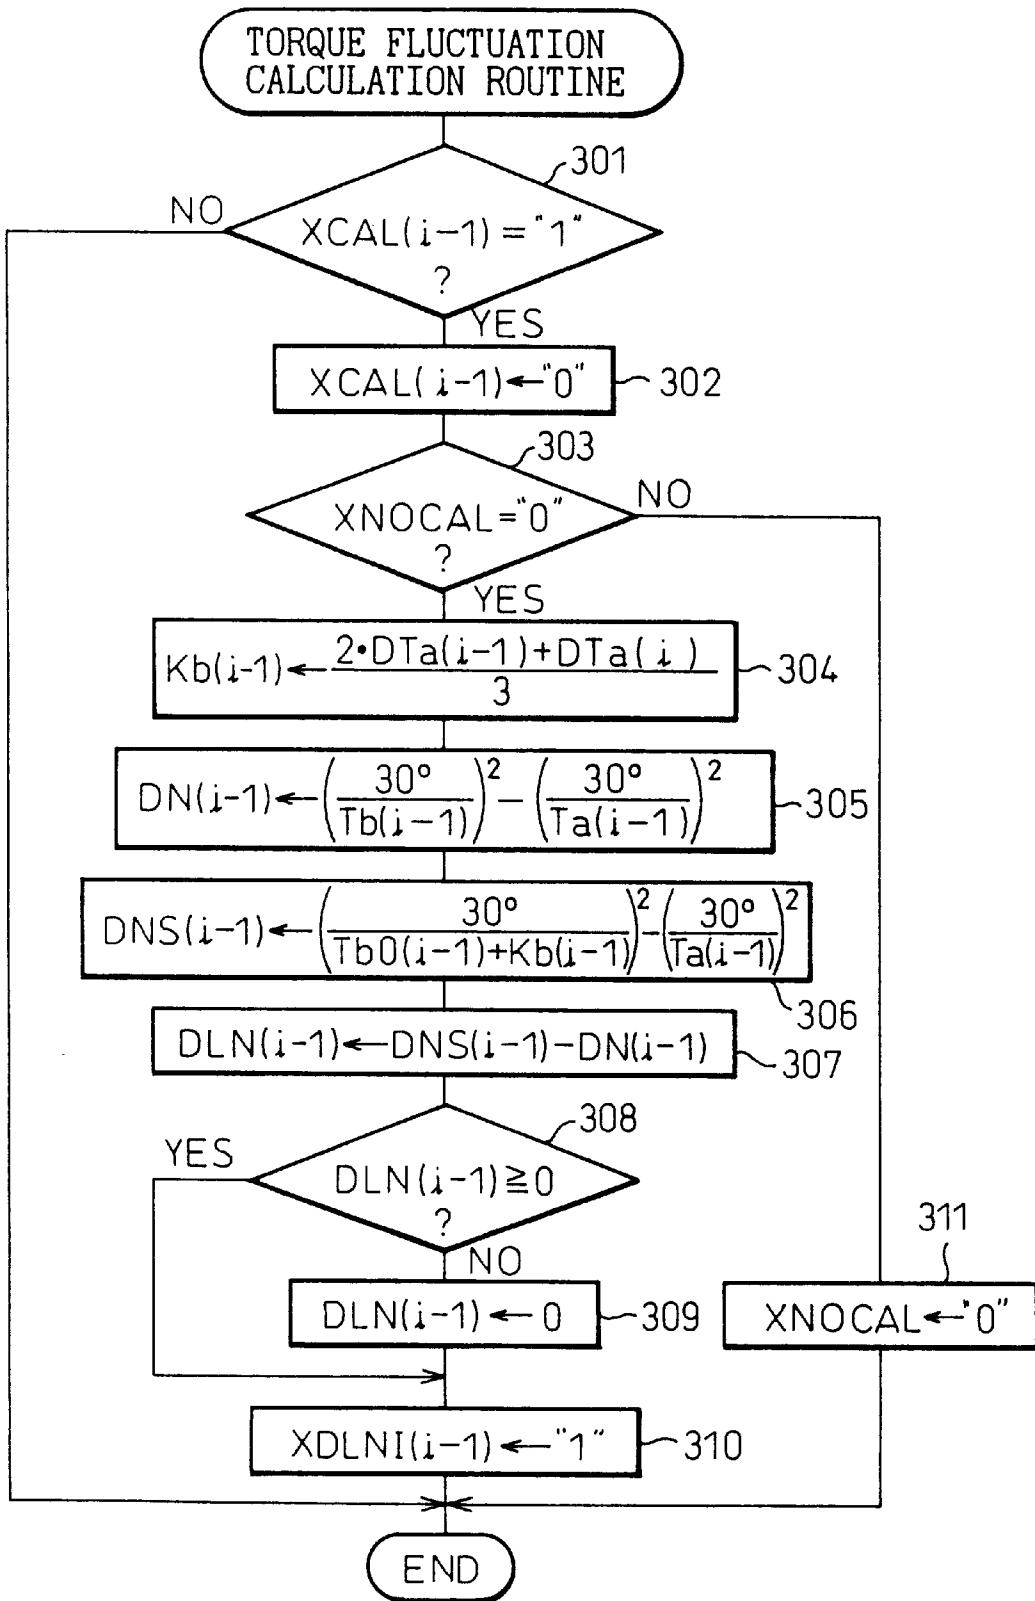 TORQUE FLUCTUATION
CALCULATION ROUTINE
301
NO
XCAL(i-1)="1"
?
YES
XCAL(i-1)←"0"
302
303
NO
XNOCAL="0"
?
YES
Kb(i-1)← 2•DTa(i-1)+DTa(i) / 3
304
DN(i-1)←(30°/Tb(i-1))²-(30°/Ta(i-1))²
305
DNS(i-1)←(30°/Tb0(i-1)+Kb(i-1))²-(30°/Ta(i-1))²
306
DLN(i-1)←DNS(i-1)-DN(i-1)
307
308
YES
DLN(i-1)≧0
?
NO
311
DLN(i-1)←0
309
XNOCAL←"0"
XDLNI(i-1)←"1"
310
END